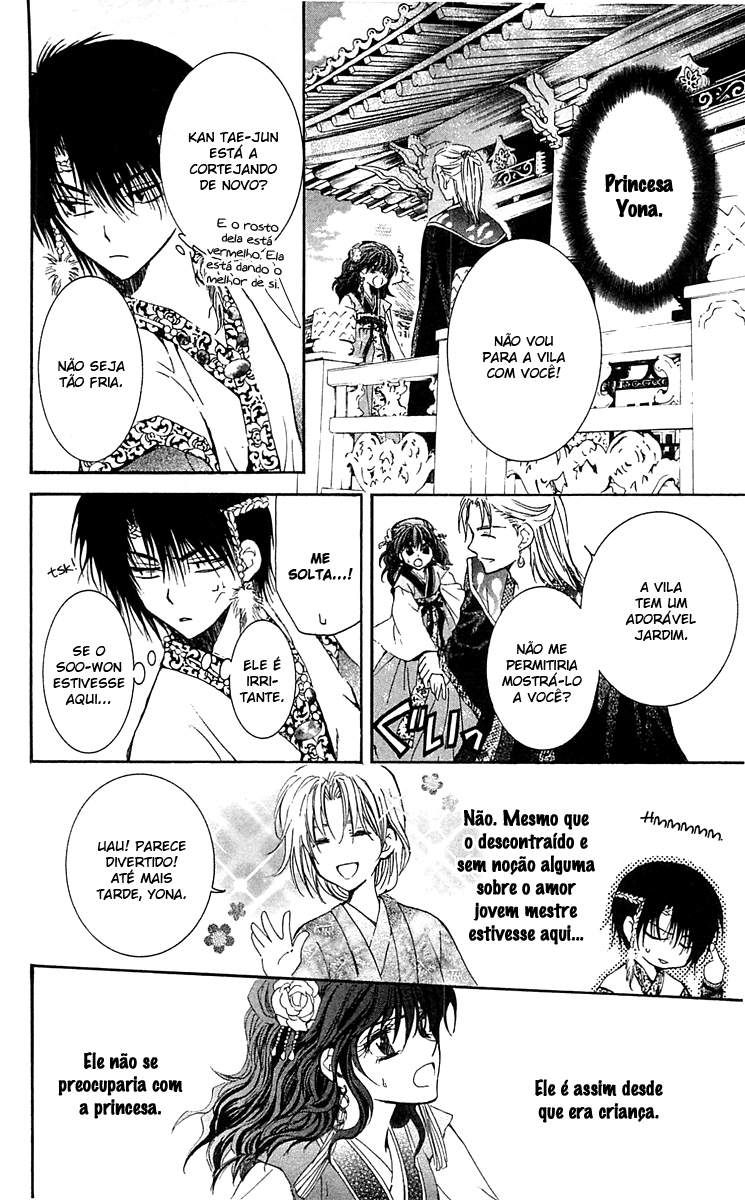 Princesa
Yona.
NÃO VOU
PARA A VILA
COM VOCÊ!
KAN TAE-JUN
ESTÁ A
CORTEJANDO
DE NOVO?
E o rosto
dela está
vermelho. Ela
está dando o
melhor de si.
NÃO SEJA
TÃO FRIA.
A VILA
TEM UM
ADORÁVEL
JARDIM.
NÃO ME
PERMITIRIA
MOSTRÁ-LO
A VOCÊ?
ぐいっ
ME
SOLTA...!
tsk!
ELE É
IRRI-
TANTE.
SE O
SOO-WON
ESTIVESSE
AQUI...
Hmmmmmm.
Não. Mesmo que
o descontraído e
sem noção alguma
sobre o amor
jovem mestre
estivesse aqui...
UAU! PARECE
DIVERTIDO!
ATÉ MAIS
TARDE, YONA.
Ele é assim desde
que era criança.
Ele não se
preocuparia com
a princesa.